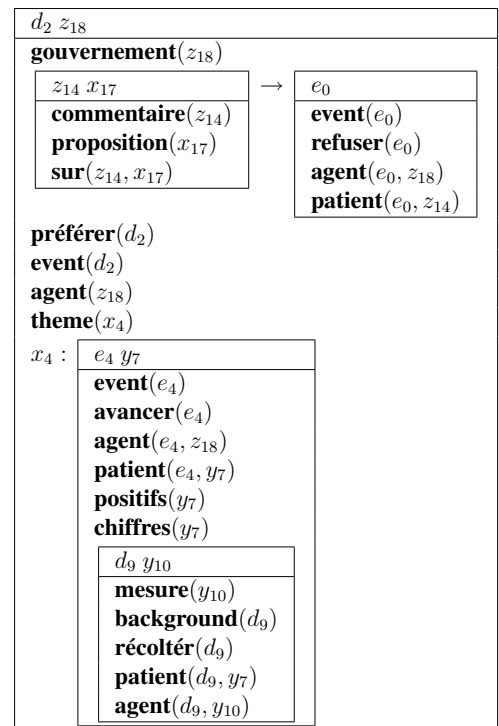 d₂ z₁₈
gouvernement(z₁₈)
z₁₄ x₁₇ → e₀
commentaire(z₁₄) event(e₀)
proposition(x₁₇) refuser(e₀)
sur(z₁₄, x₁₇) agent(e₀, z₁₈)
patient(e₀, z₁₄)
préférer(d₂)
event(d₂)
agent(z₁₈)
theme(x₄)
x₄ : e₄ y₇
event(e₄)
avancer(e₄)
agent(e₄, z₁₈)
patient(e₄, y₇)
positifs(y₇)
chiffres(y₇)
d₉ y₁₀
mesure(y₁₀)
background(d₉)
récoltér(d₉)
patient(d₉, y₇)
agent(d₉, y₁₀)